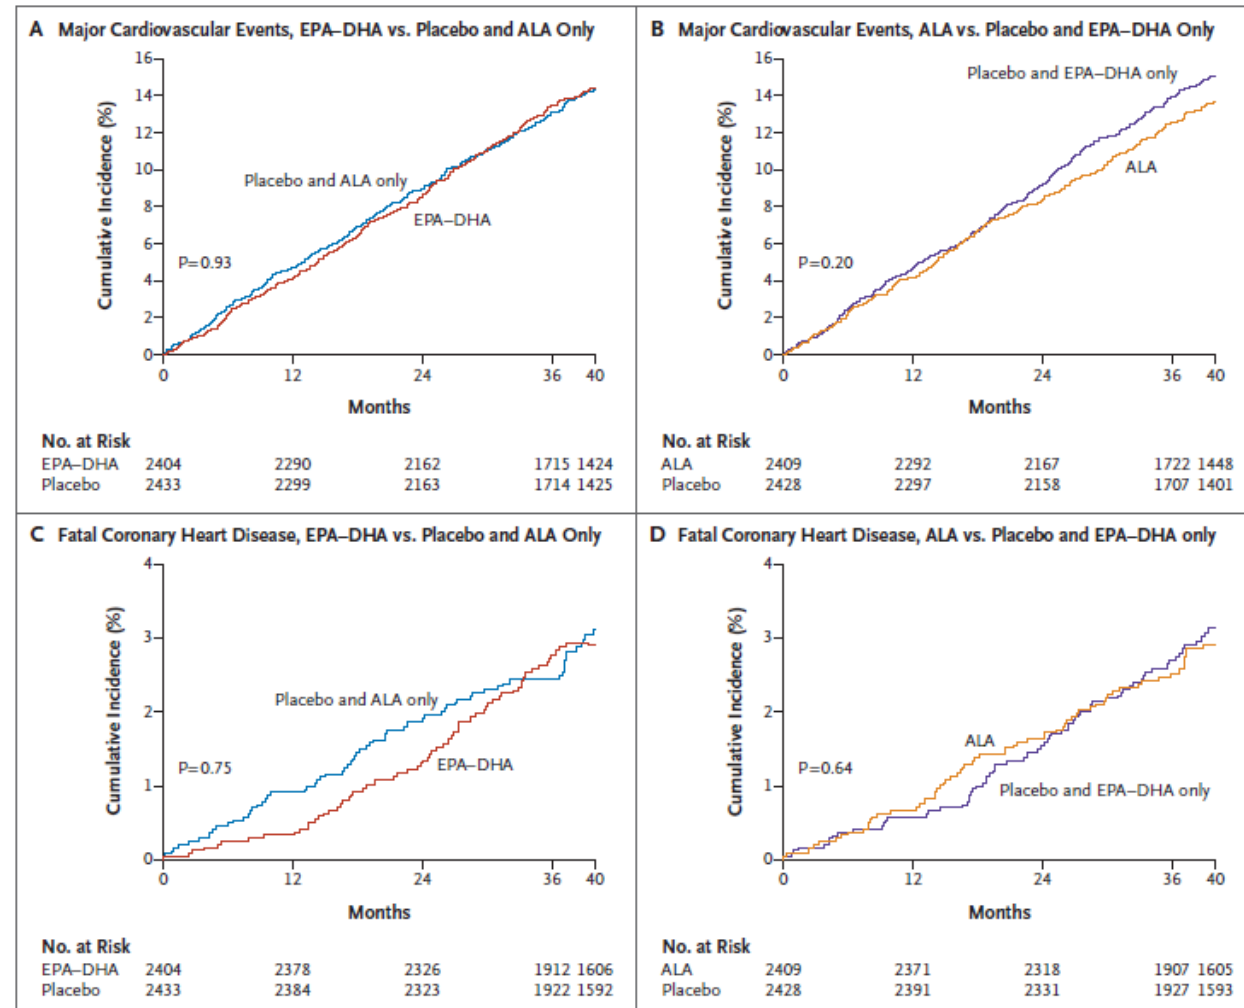 A Major Cardiovascular Events, EPA–DHA vs. Placebo and ALA Only
16
14
12
10
8
6
4
2
0
Cumulative Incidence (%)
Placebo and ALA only
EPA–DHA
P=0.93
0 12 24 36 40
Months
No. at Risk
EPA–DHA 2404 2290 2162 1715 1424
Placebo 2433 2299 2163 1714 1425
B Major Cardiovascular Events, ALA vs. Placebo and EPA–DHA Only
16
14
12
10
8
6
4
2
0
Cumulative Incidence (%)
Placebo and EPA–DHA only
ALA
P=0.20
0 12 24 36 40
Months
No. at Risk
ALA 2409 2292 2167 1722 1448
Placebo 2428 2297 2158 1707 1401
C Fatal Coronary Heart Disease, EPA–DHA vs. Placebo and ALA Only
4
3
2
1
0
Cumulative Incidence (%)
Placebo and ALA only
EPA–DHA
P=0.75
0 12 24 36 40
Months
No. at Risk
EPA–DHA 2404 2378 2326 1912 1606
Placebo 2433 2384 2323 1922 1592
D Fatal Coronary Heart Disease, ALA vs. Placebo and EPA–DHA only
4
3
2
1
0
Cumulative Incidence (%)
ALA
Placebo and EPA–DHA only
P=0.64
0 12 24 36 40
Months
No. at Risk
ALA 2409 2371 2318 1907 1605
Placebo 2428 2391 2331 1927 1593